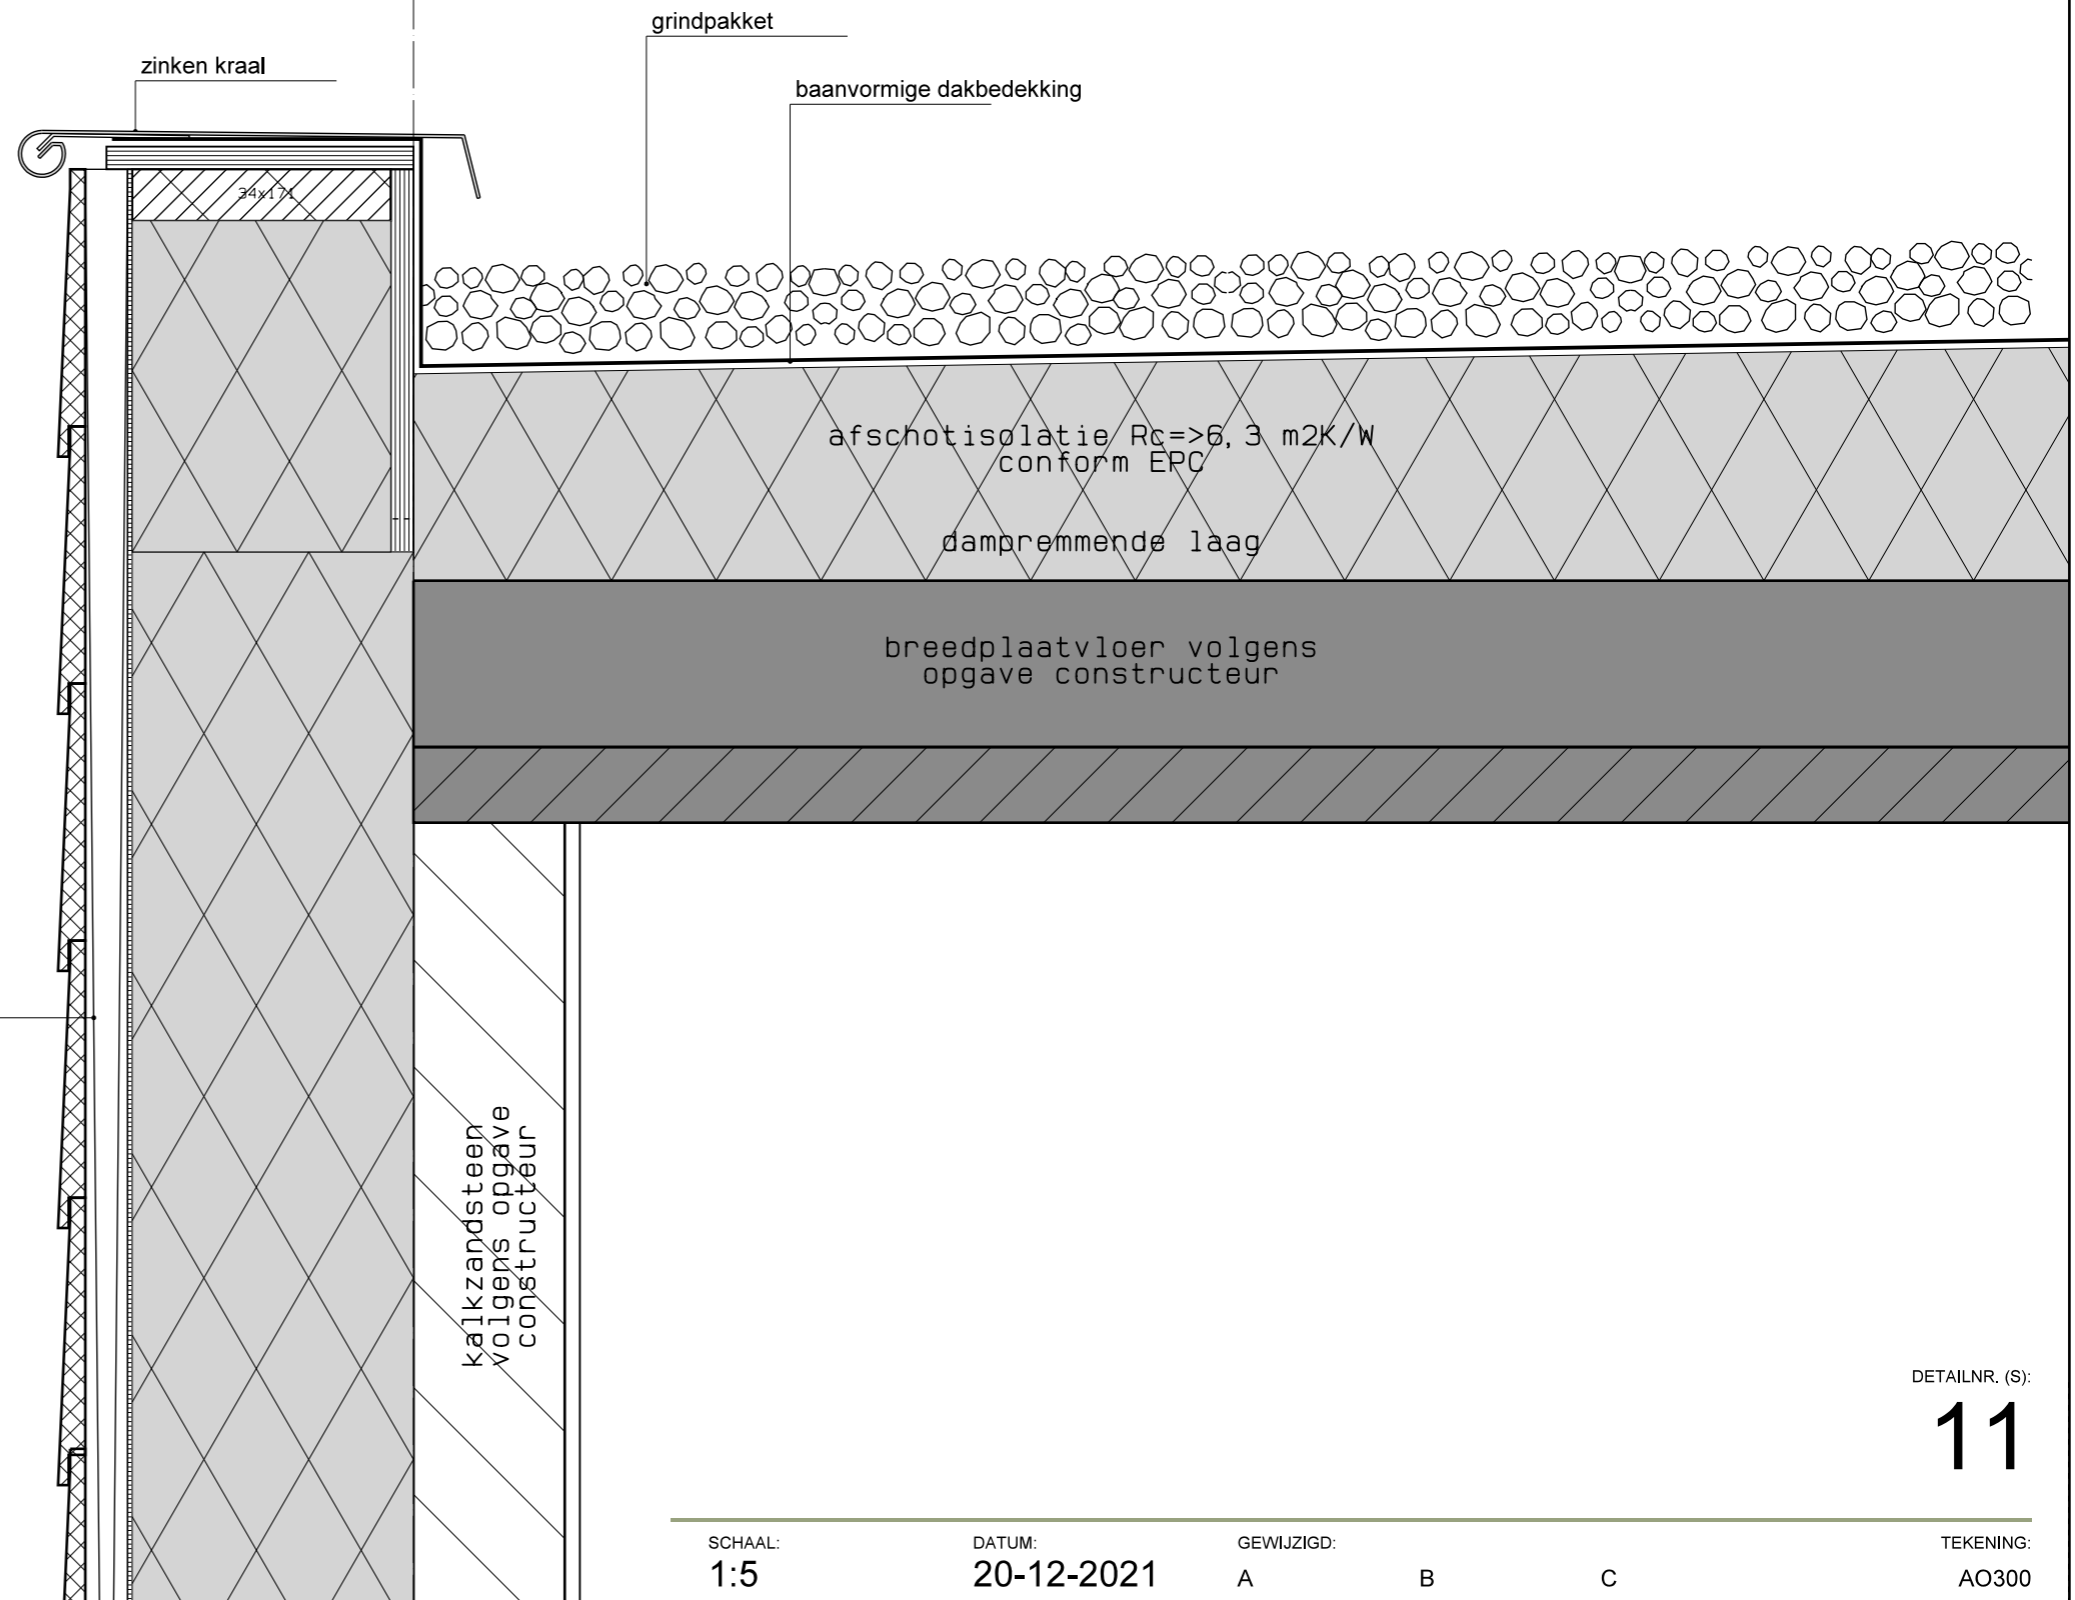 grindpakket
zinken kraal
baanvormige dakbedekking
34x171
afschotisolatie Rc=>6,3 m2K/W
conform EPC
dampremmende laag
breedplaatvloer volgens
opgave constructeur
kalkzandsteen
volgens opgave
constructeur
DETAILNR. (S):
11
SCHAAL:
1:5
DATUM:
20-12-2021
GEWIJZIGD:
A B C
TEKENING:
AO300